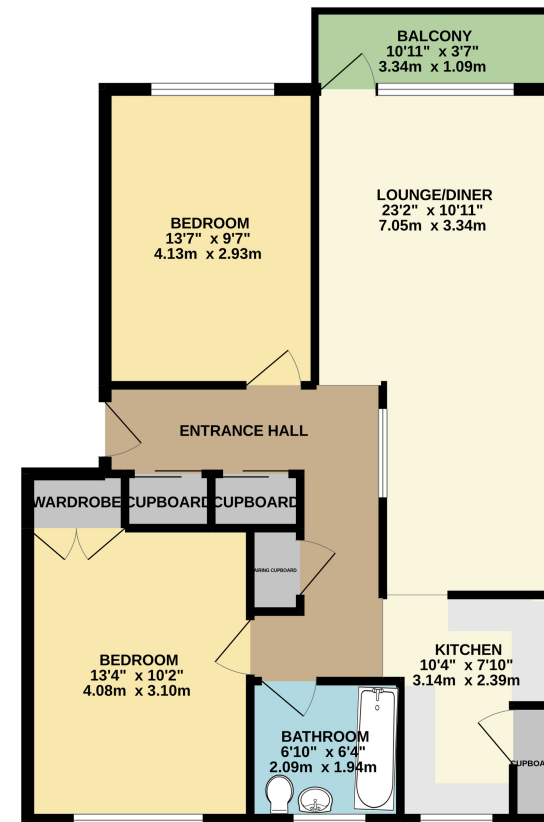 BALCONY
10'11" x 3'7"
3.34m x 1.09m
LOUNGE/DINER
23'2" x 10'11"
7.05m x 3.34m
BEDROOM
13'7" x 9'7"
4.13m x 2.93m
ENTRANCE HALL
WARDROBE
CUPBOARD
CUPBOARD
AIRING CUPBOARD
BEDROOM
13'4" x 10'2"
4.08m x 3.10m
KITCHEN
10'4" x 7'10"
3.14m x 2.39m
BATHROOM
6'10" x 6'4"
2.09m x 1.94m
CUPBOA